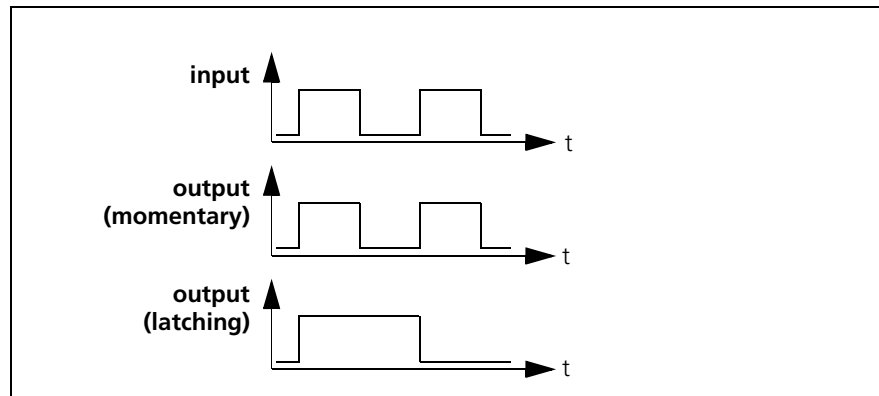 input
t
output
(momentary)
t
output
(latching)
t